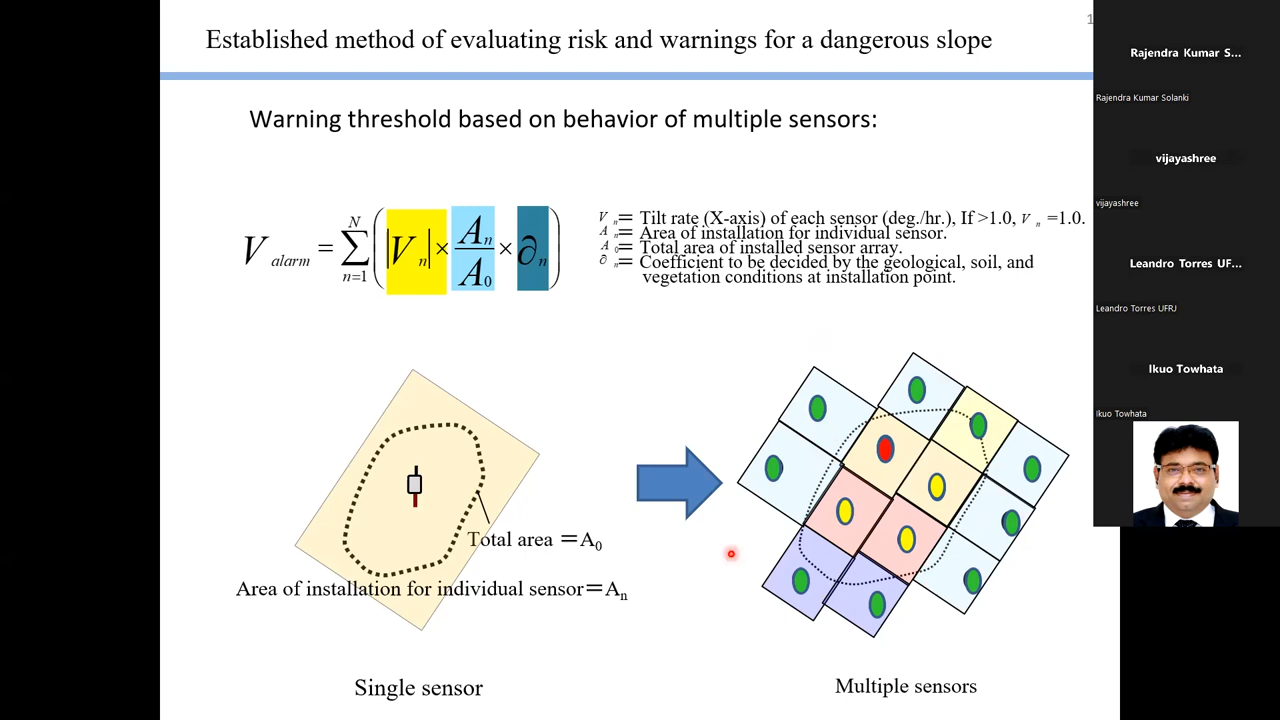 1
Established method of evaluating risk and warnings for a dangerous slope
Warning threshold based on behavior of multiple sensors:
V alarm = N ∑ n=1 ( |V n| × A n / A 0 × ∂ n )
V n = Tilt rate (X-axis) of each sensor (deg./hr.), If >1.0, V n =1.0.
A n = Area of installation for individual sensor.
A 0 = Total area of installed sensor array.
∂ n = Coefficient to be decided by the geological, soil, and
vegetation conditions at installation point.
Total area =A0
Area of installation for individual sensor=An
Single sensor
Multiple sensors
Rajendra Kumar S...
Rajendra Kumar Solanki
vijayashree
vijayashree
Leandro Torres UF...
Leandro Torres UFRJ
Ikuo Towhata
Ikuo Towhata